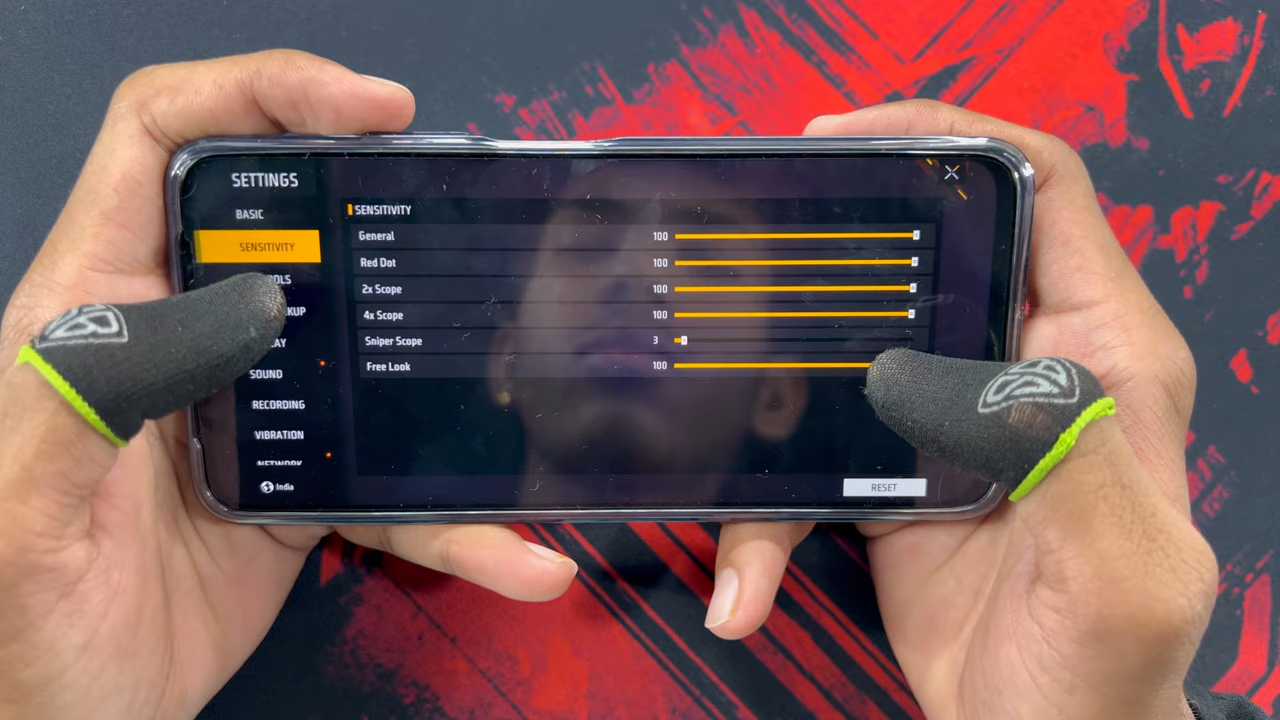 SETTINGS
BASIC
SENSITIVITY
SOUND
RECORDING
VIBRATION
NETWORK
India
SENSITIVITY
General 100
Red Dot 100
2x Scope 100
4x Scope 100
Sniper Scope 3
Free Look 100
RESET